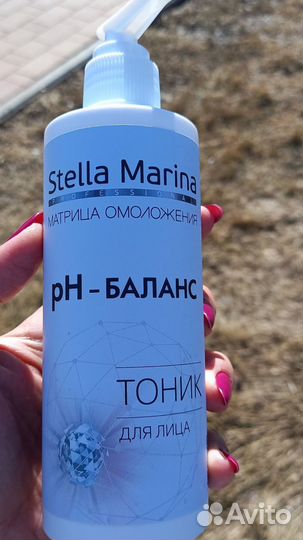 Stella Marina
PROFESSIONAL
МАТРИЦА ОМОЛОЖЕНИЯ
pH – БАЛАНС
ТОНИК
ДЛЯ ЛИЦА
Avito